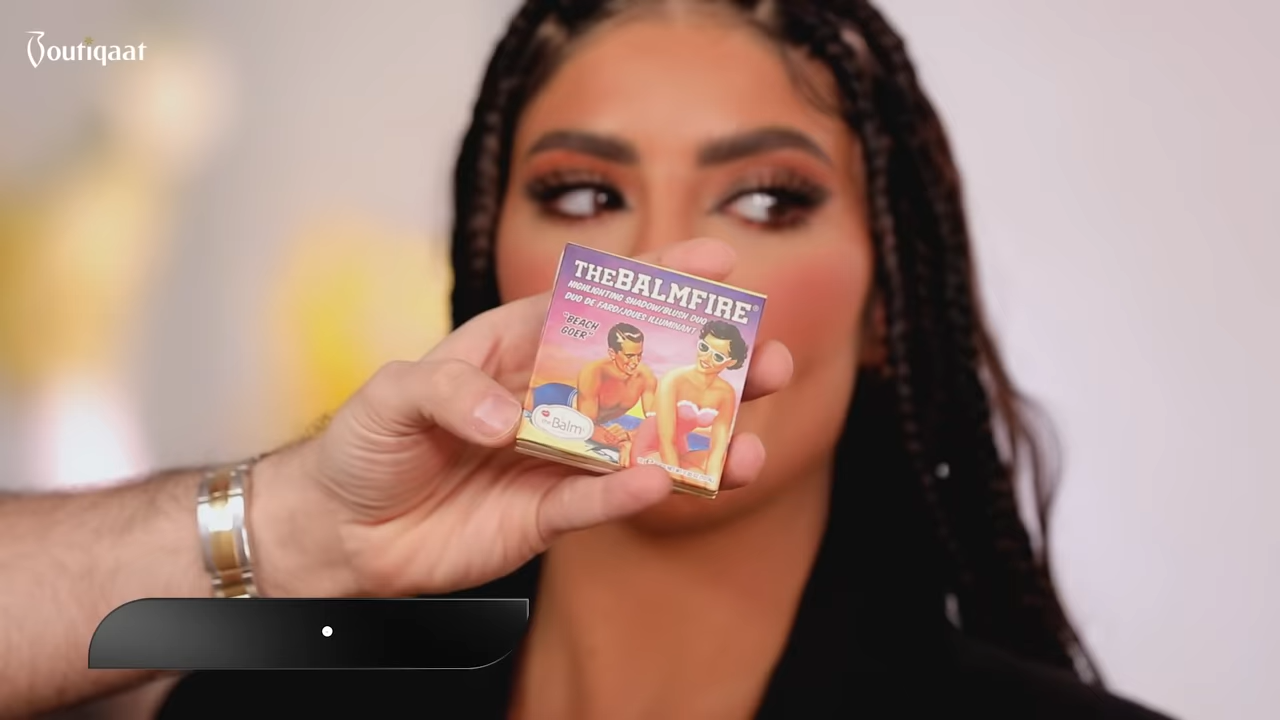 Boutiqaat
THEBALMFIRE®
HIGHLIGHTING SHADOW/BLUSH DUO
DUO DE FARD/JOUES ILLUMINANT
"BEACH
GOER"
theBalm®